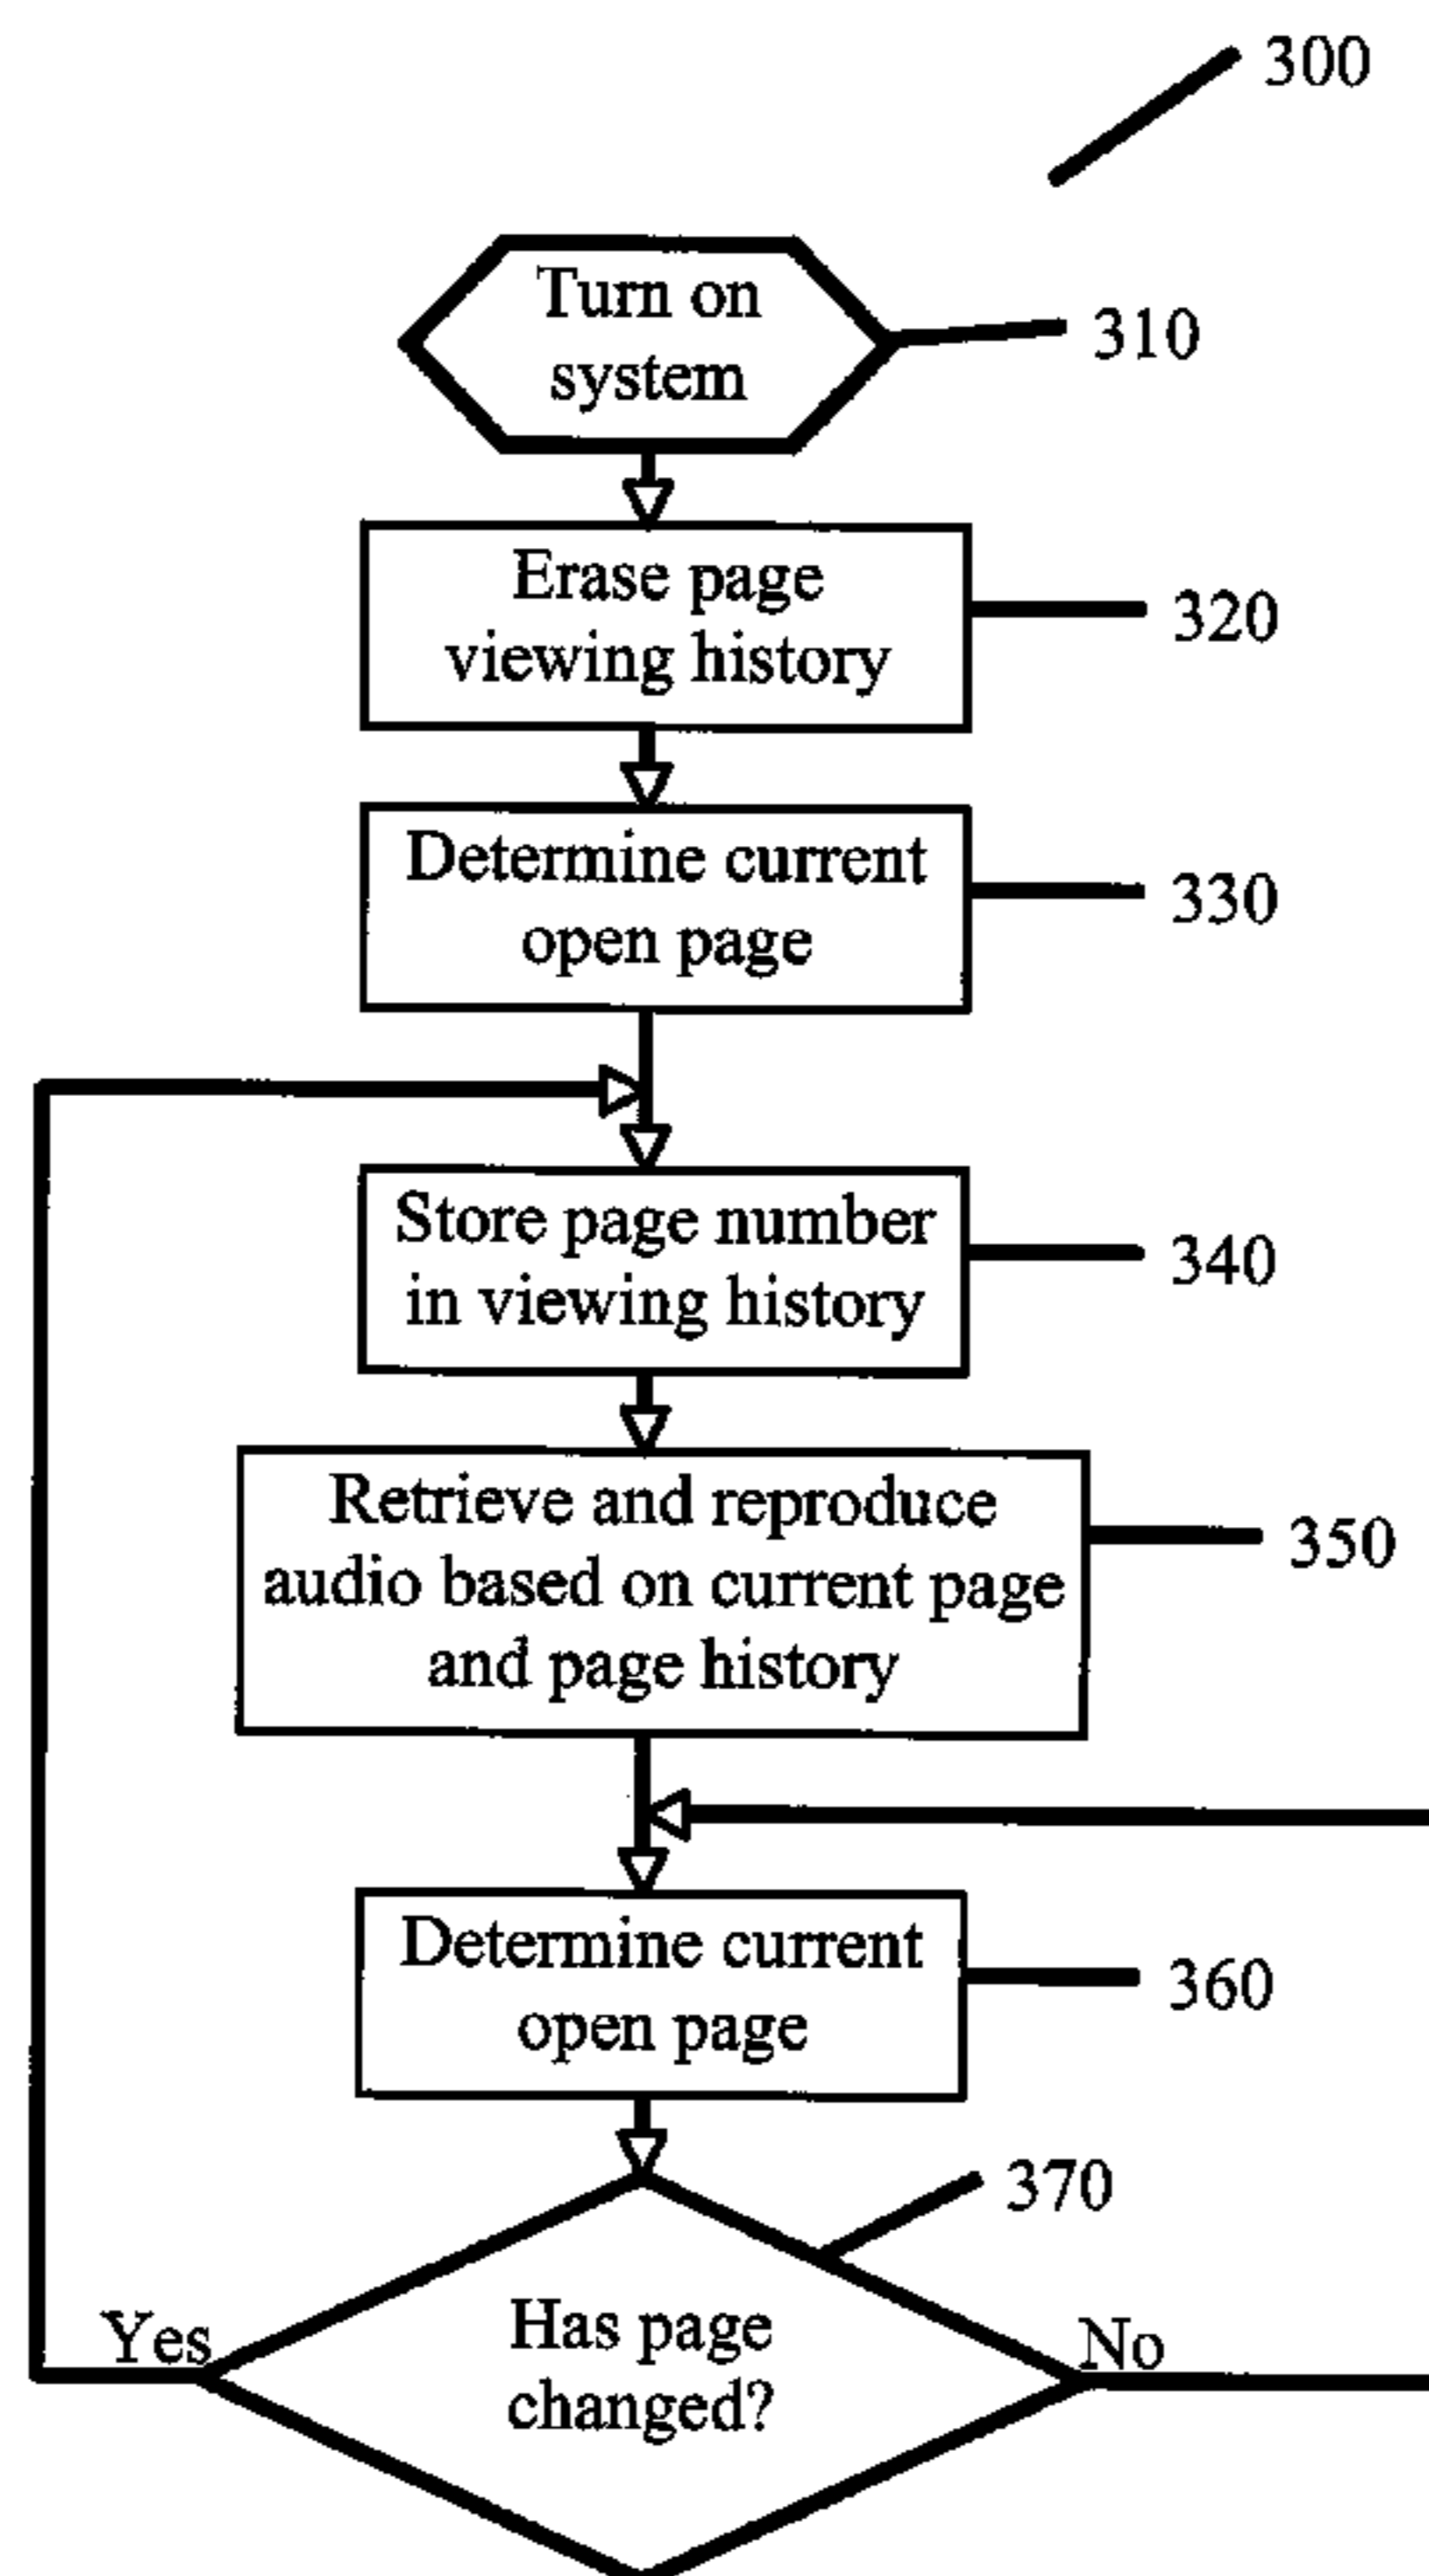 300
Turn on
system
310
Erase page
viewing history
320
Determine current
open page
330
Store page number
in viewing history
340
Retrieve and reproduce
audio based on current page
and page history
350
Determine current
open page
360
370
Has page
changed?
Yes
No